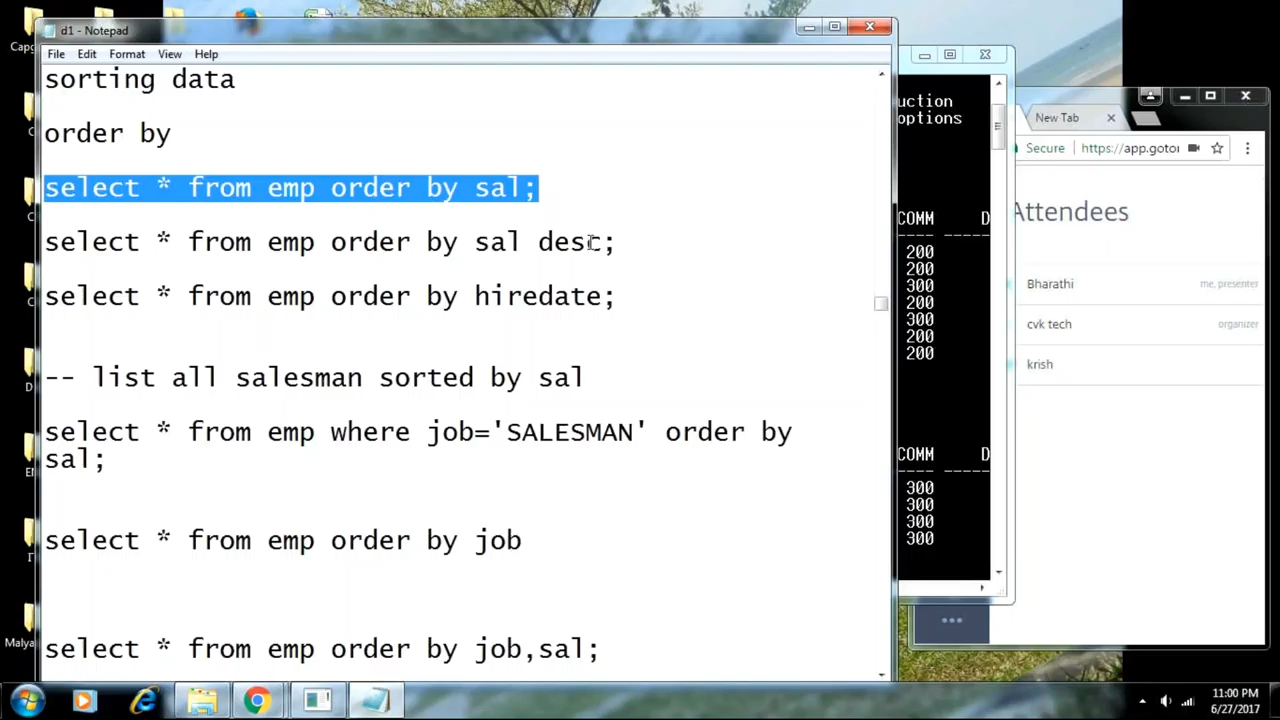 d1 - Notepad
File Edit Format View Help
sorting data
order by
select * from emp order by sal;
select * from emp order by sal desc;
select * from emp order by hiredate;
-- list all salesman sorted by sal
select * from emp where job='SALESMAN' order by
sal;
select * from emp order by job
select * from emp order by job,sal;
uction
options
COMM D
200
200
300
200
300
200
200
COMM D
300
300
300
300
New Tab
Secure https://app.gotor
Attendees
Bharathi me, presenter
cvk tech organizer
krish
Capg
Malya
11:00 PM
6/27/2017